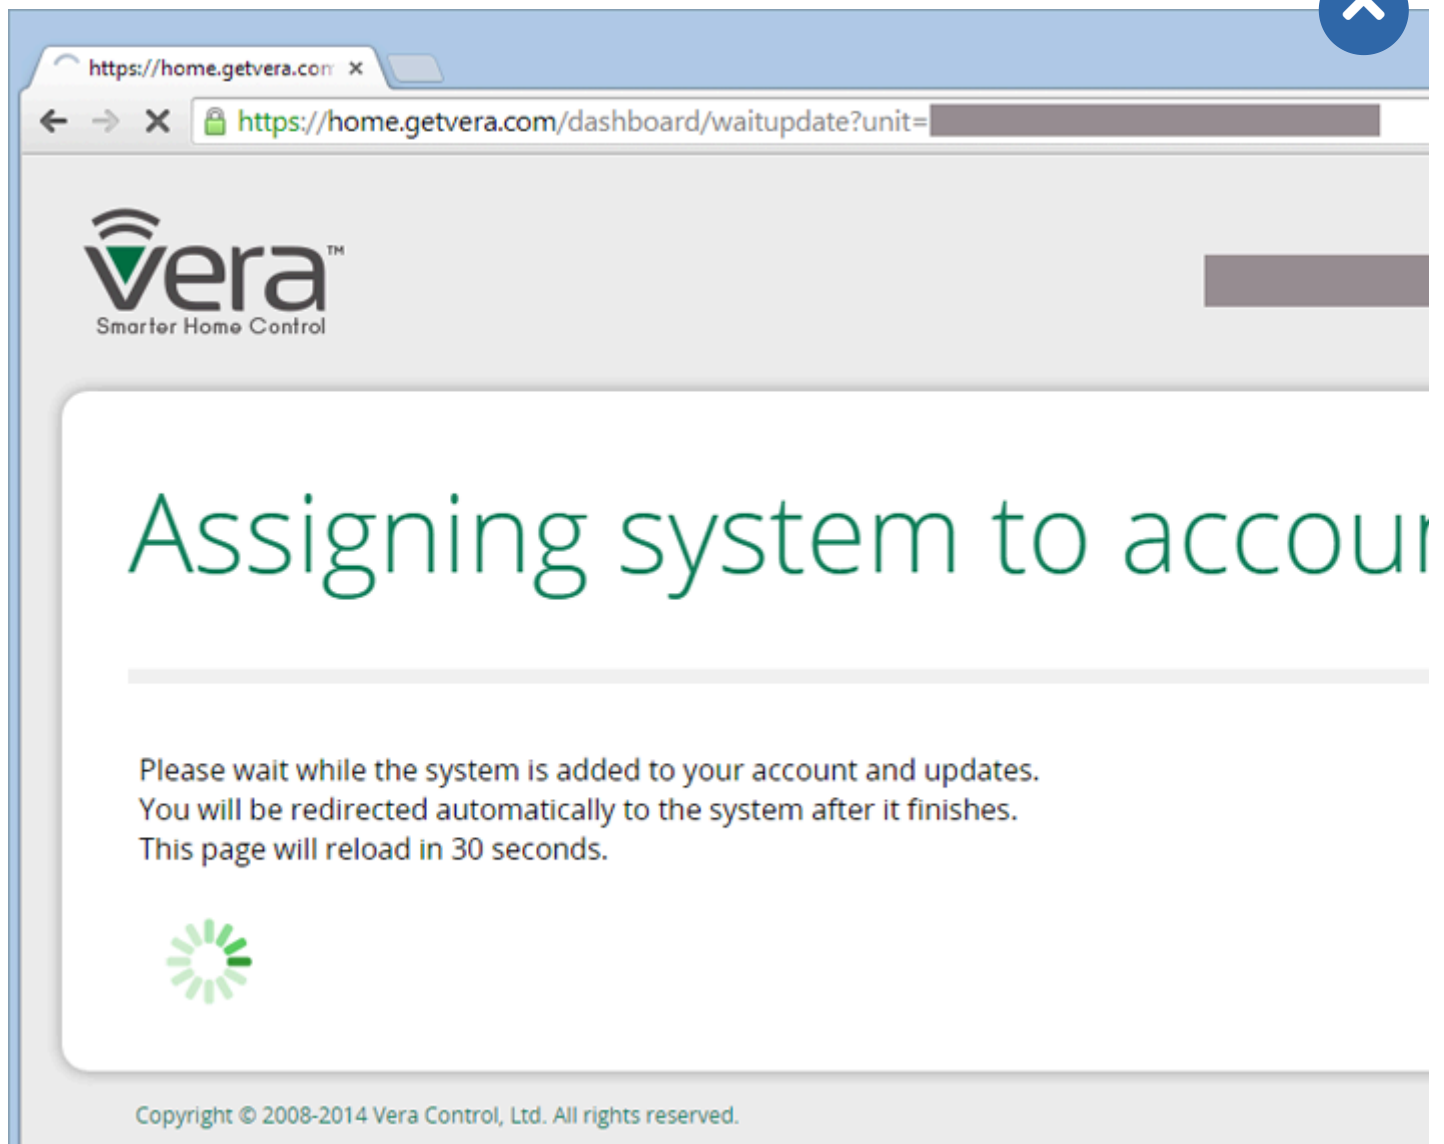 https://home.getvera.com
https://home.getvera.com/dashboard/waitupdate?unit=
vera™
Smarter Home Control
Assigning system to accoun
Please wait while the system is added to your account and updates.
You will be redirected automatically to the system after it finishes.
This page will reload in 30 seconds.
Copyright © 2008-2014 Vera Control, Ltd. All rights reserved.